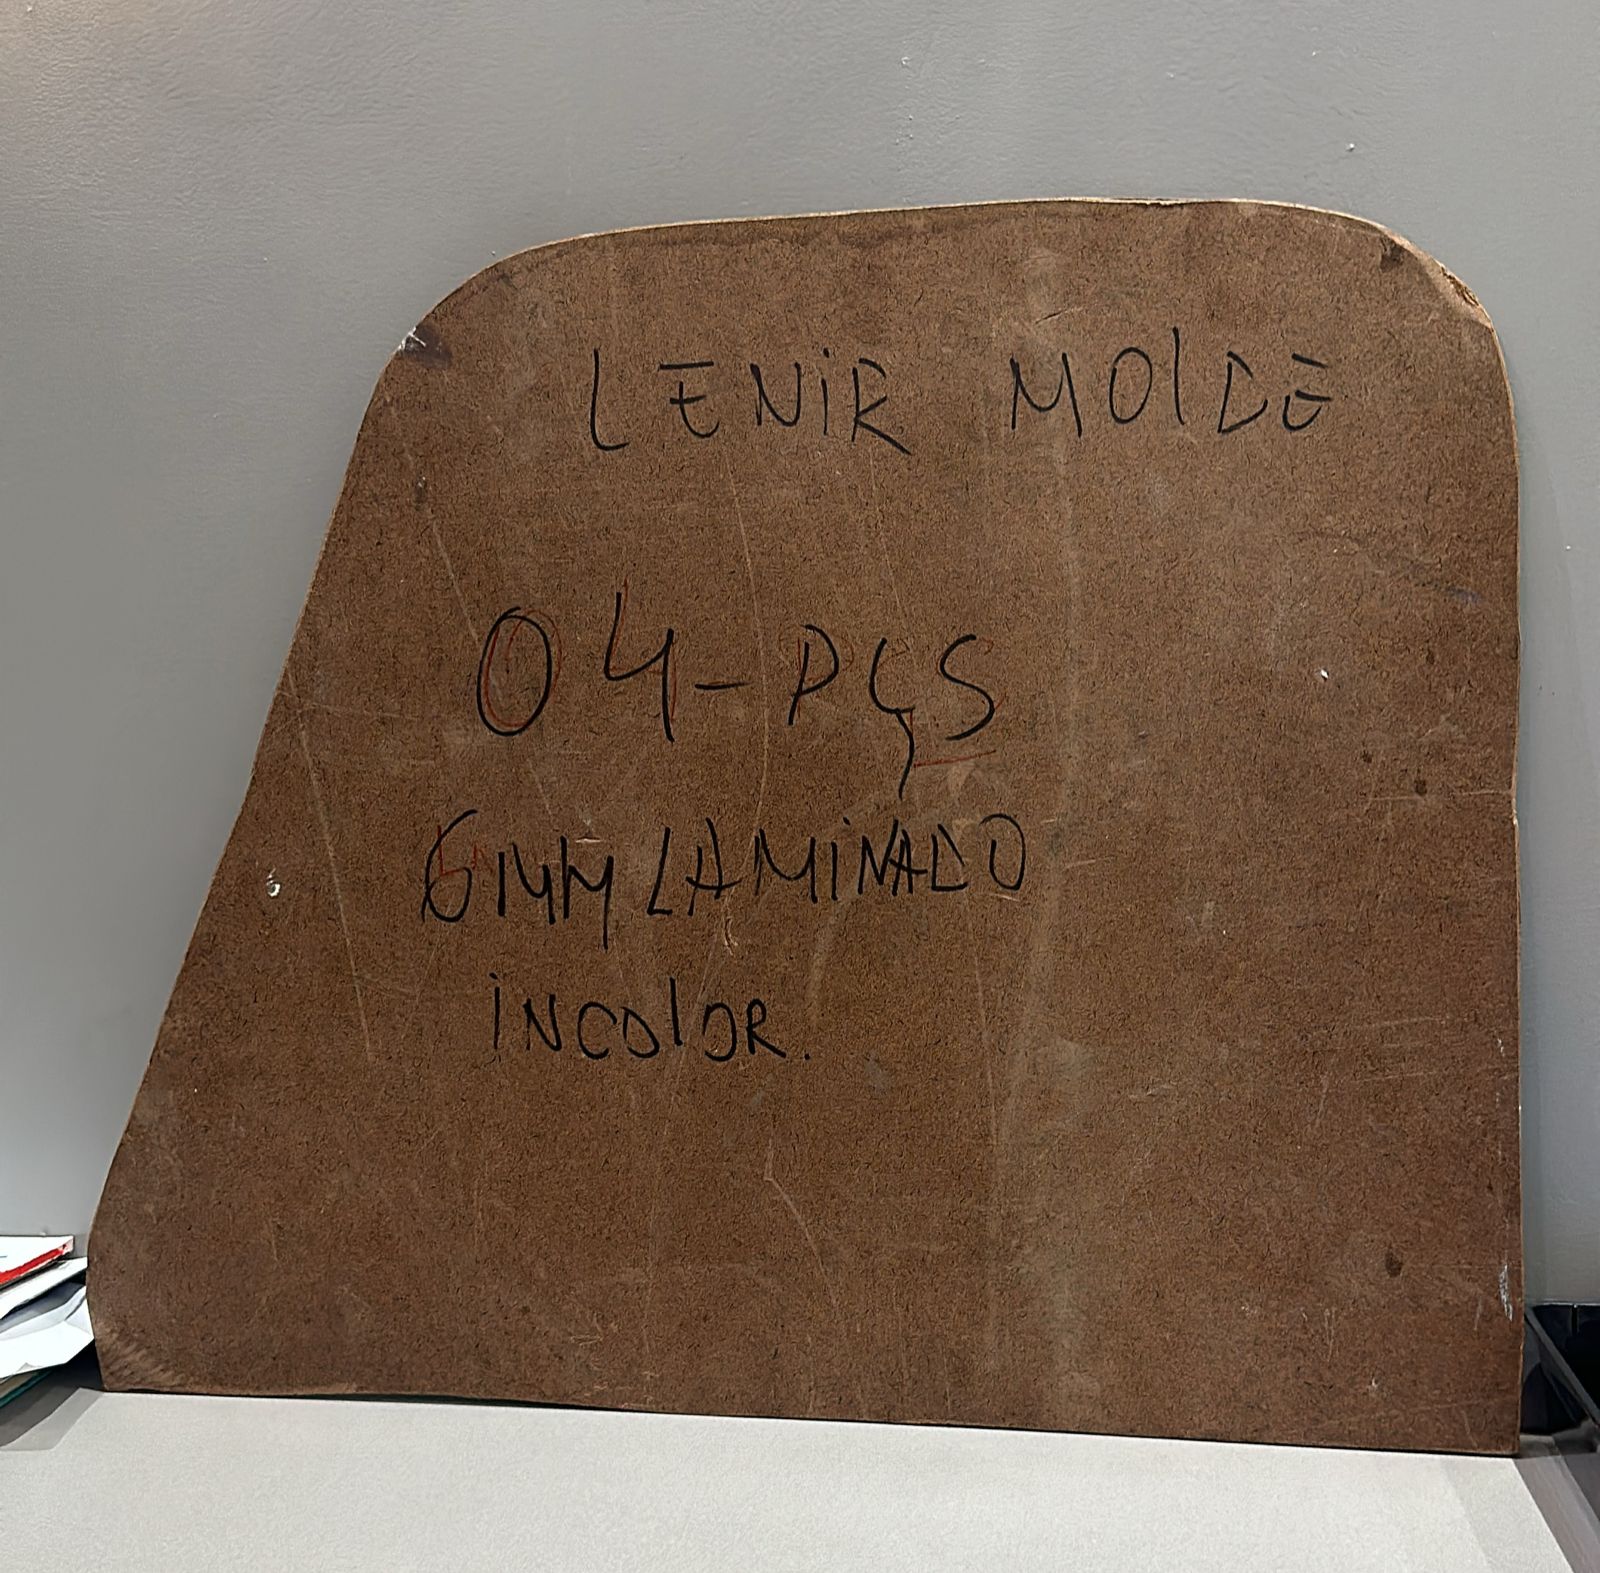 LENIR MOLDE
04-PÇS
6MM LAMINADO
INCOLOR.